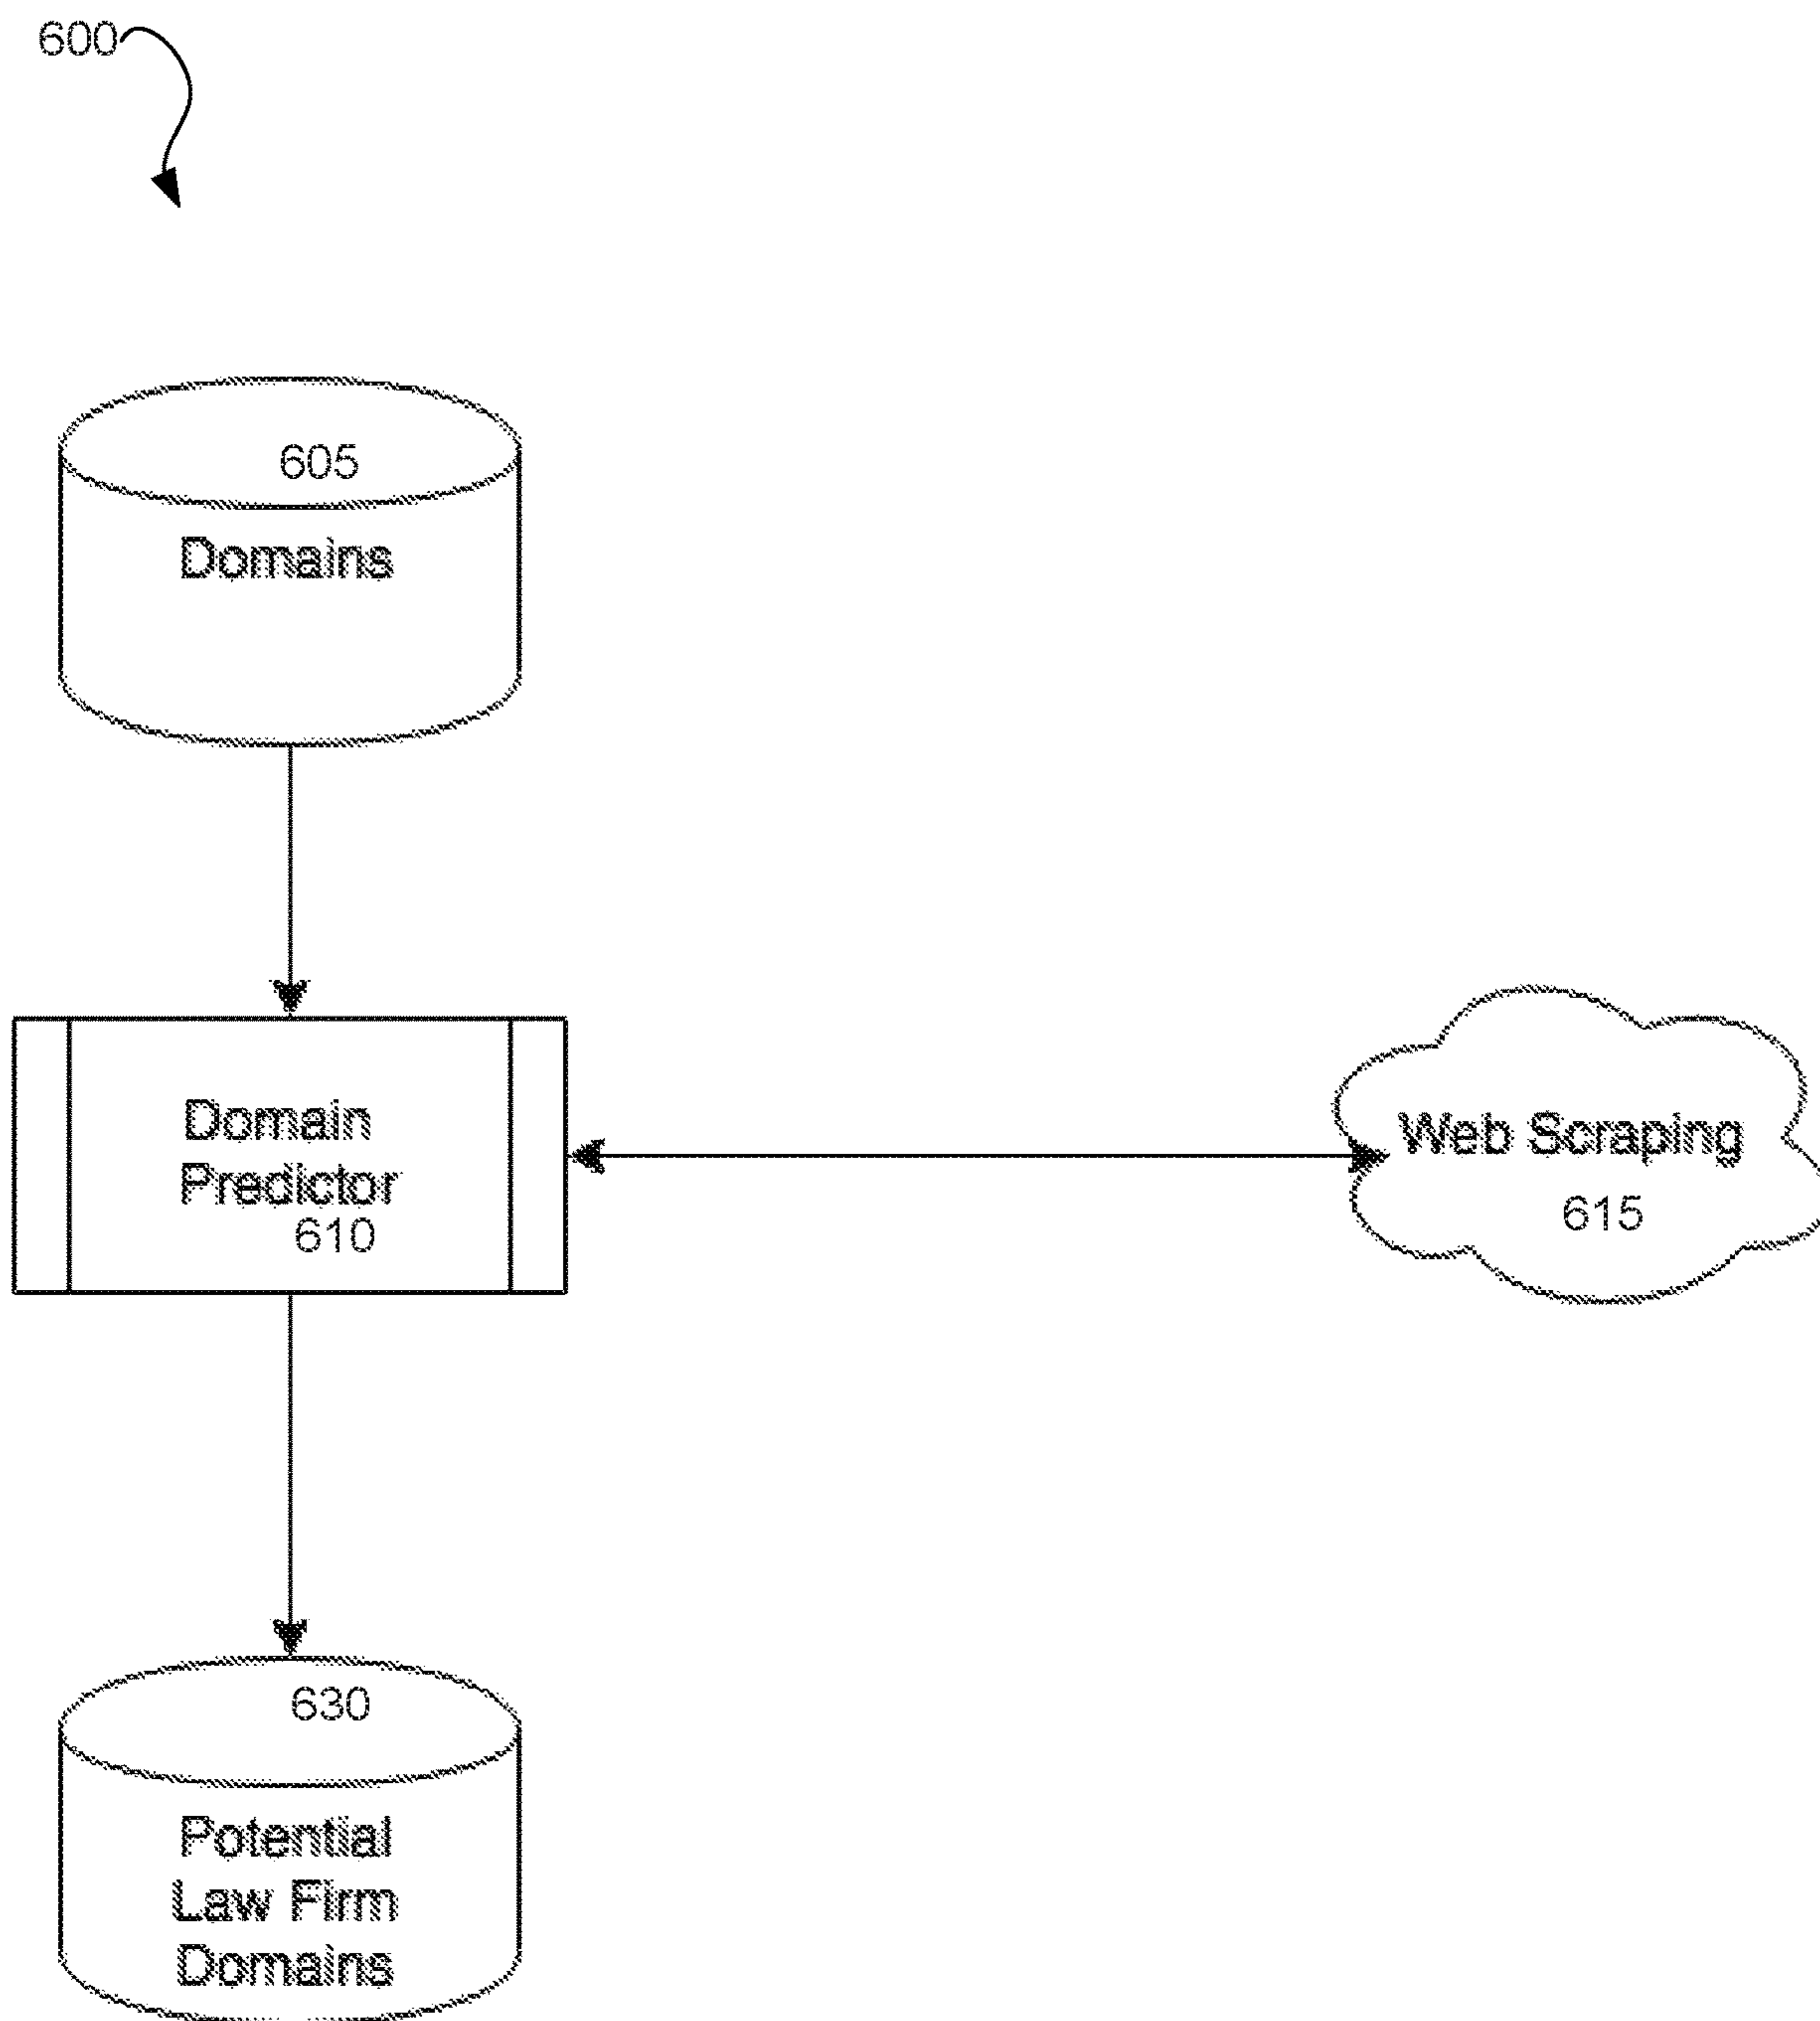 600
605
Domains
Domain
Predictor
610
Web Scraping
615
630
Potential
Law Firm
Domains